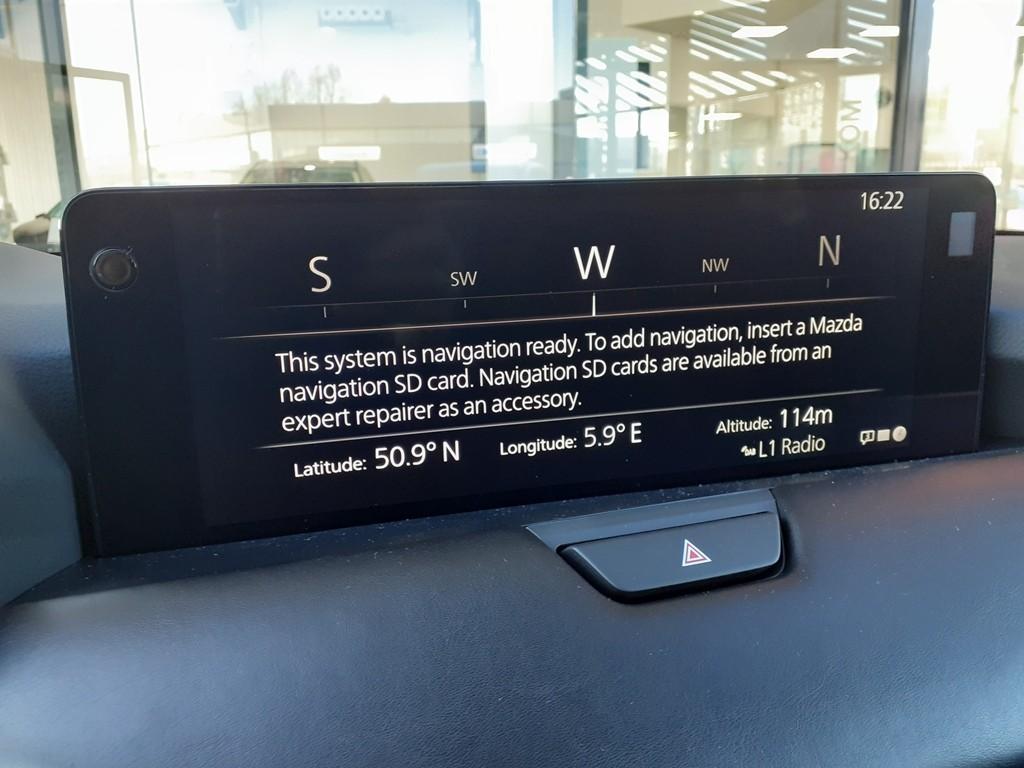 16:22
S SW W NW N
This system is navigation ready. To add navigation, insert a Mazda
navigation SD card. Navigation SD cards are available from an
expert repairer as an accessory.
Latitude: 50.9° N Longitude: 5.9° E Altitude: 114m
DAB L1 Radio